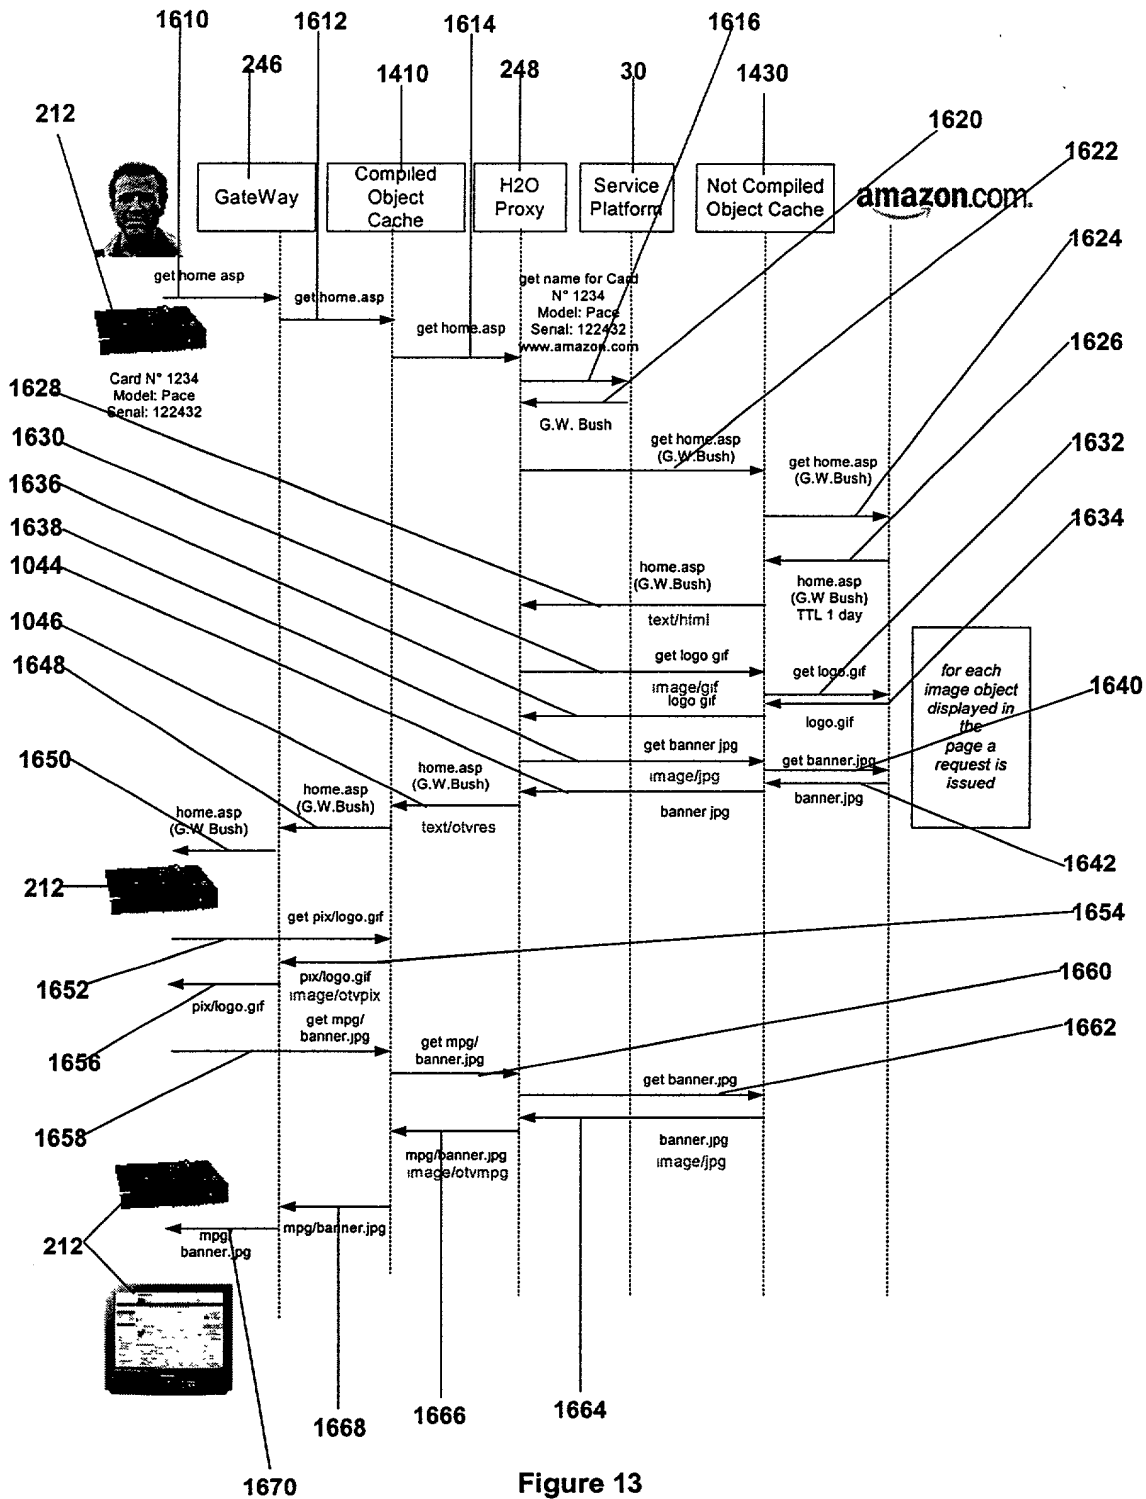 1610
1612
1614
1616
246
1410
248
30
1430
212
1620
1622
GateWay
Compiled
Object
Cache
H2O
Proxy
Service
Platform
Not Compiled
Object Cache
amazon.com.
1624
get home asp
get home.asp
get home.asp
get name for Card
N° 1234
Model: Pace
Serial: 122432
www.amazon.com
1626
Card N° 1234
Model: Pace
Serial: 122432
1628
G.W. Bush
1630
get home.asp
(G.W.Bush)
1632
get home.asp
(G.W.Bush)
1636
1634
1638
home.asp
(G.W.Bush)
1044
home.asp
(G.W Bush)
TTL 1 day
text/html
1046
get logo gif
1648
image/gif
logo gif
get logo.gif
logo.gif
for each
image object
displayed in
the
page a
request is
issued
1640
get banner jpg
1650
home.asp
(G.W.Bush)
image/jpg
get banner.jpg
home.asp
(G.W.Bush)
banner jpg
banner.jpg
home.asp
(G.W Bush)
text/otvres
1642
212
get pix/logo.gif
1654
1652
pix/logo.gif
image/otvpix
1660
pix/logo.gif
get mpg/
banner.jpg
1662
1656
get mpg/
banner.jpg
get banner.jpg
1658
banner.jpg
image/jpg
mpg/banner.jpg
image/otvmpg
212
mpg/
banner.jpg
mpg/banner.jpg
1668
1666
1664
1670
Figure 13